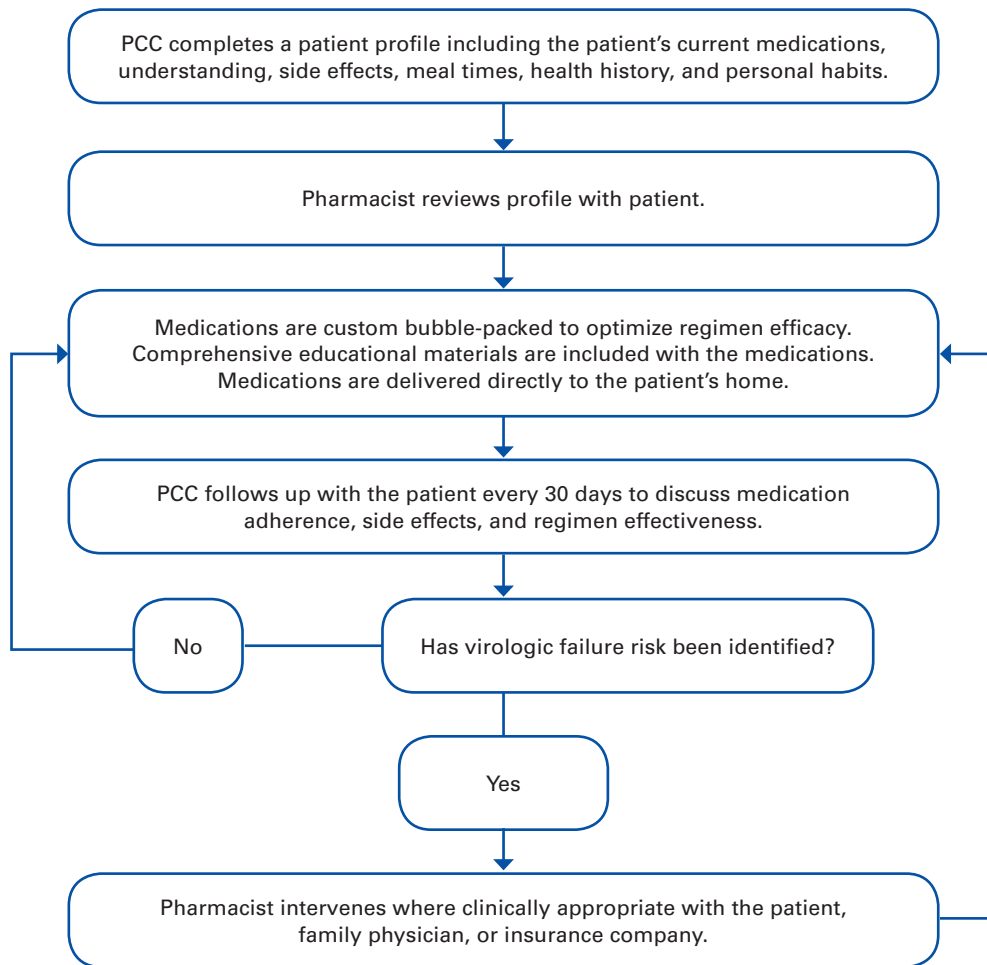 PCC completes a patient profile including the patient’s current medications,
understanding, side effects, meal times, health history, and personal habits.
Pharmacist reviews profile with patient.
Medications are custom bubble-packed to optimize regimen efficacy.
Comprehensive educational materials are included with the medications.
Medications are delivered directly to the patient’s home.
PCC follows up with the patient every 30 days to discuss medication
adherence, side effects, and regimen effectiveness.
No
Has virologic failure risk been identified?
Yes
Pharmacist intervenes where clinically appropriate with the patient,
family physician, or insurance company.